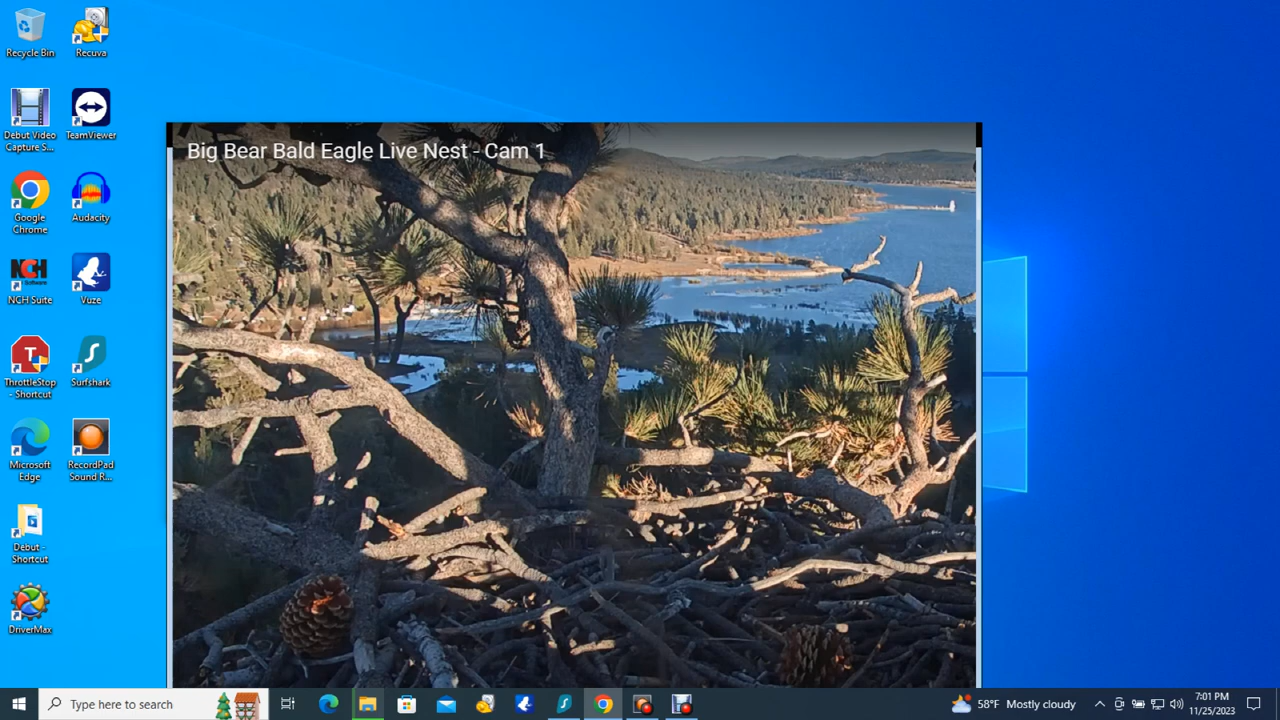 Recycle Bin
Recuva
Debut Video
Capture S...
TeamViewer
Google
Chrome
Audacity
NCH
NCH Suite
Vuze
T
ThrottleStop
- Shortcut
Surfshark
Microsoft
Edge
RecordPad
Sound R...
Debut -
Shortcut
DriverMax
Big Bear Bald Eagle Live Nest - Cam 1
Type here to search
58°F Mostly cloudy
7:01 PM
11/25/2023